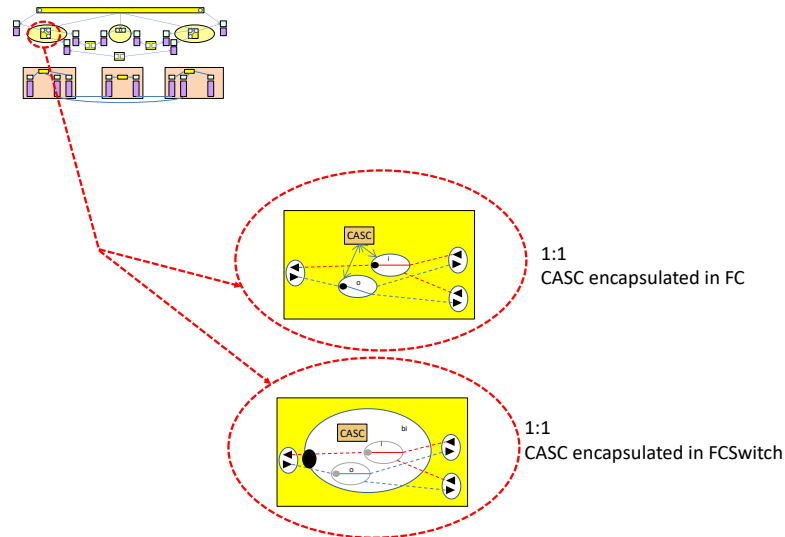 CASC
i
o
1:1
CASC encapsulated in FC
CASC
bi
i
o
1:1
CASC encapsulated in FCSwitch